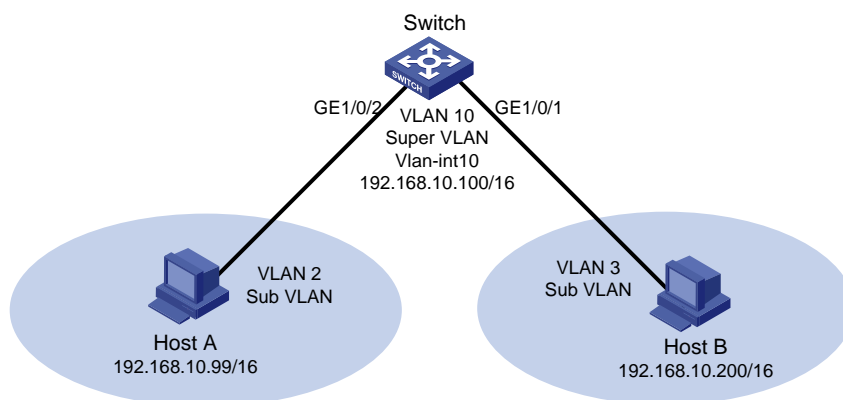 Switch
SWITCH
GE1/0/2
GE1/0/1
VLAN 10
Super VLAN
Vlan-int10
192.168.10.100/16
VLAN 2
Sub VLAN
Host A
192.168.10.99/16
VLAN 3
Sub VLAN
Host B
192.168.10.200/16